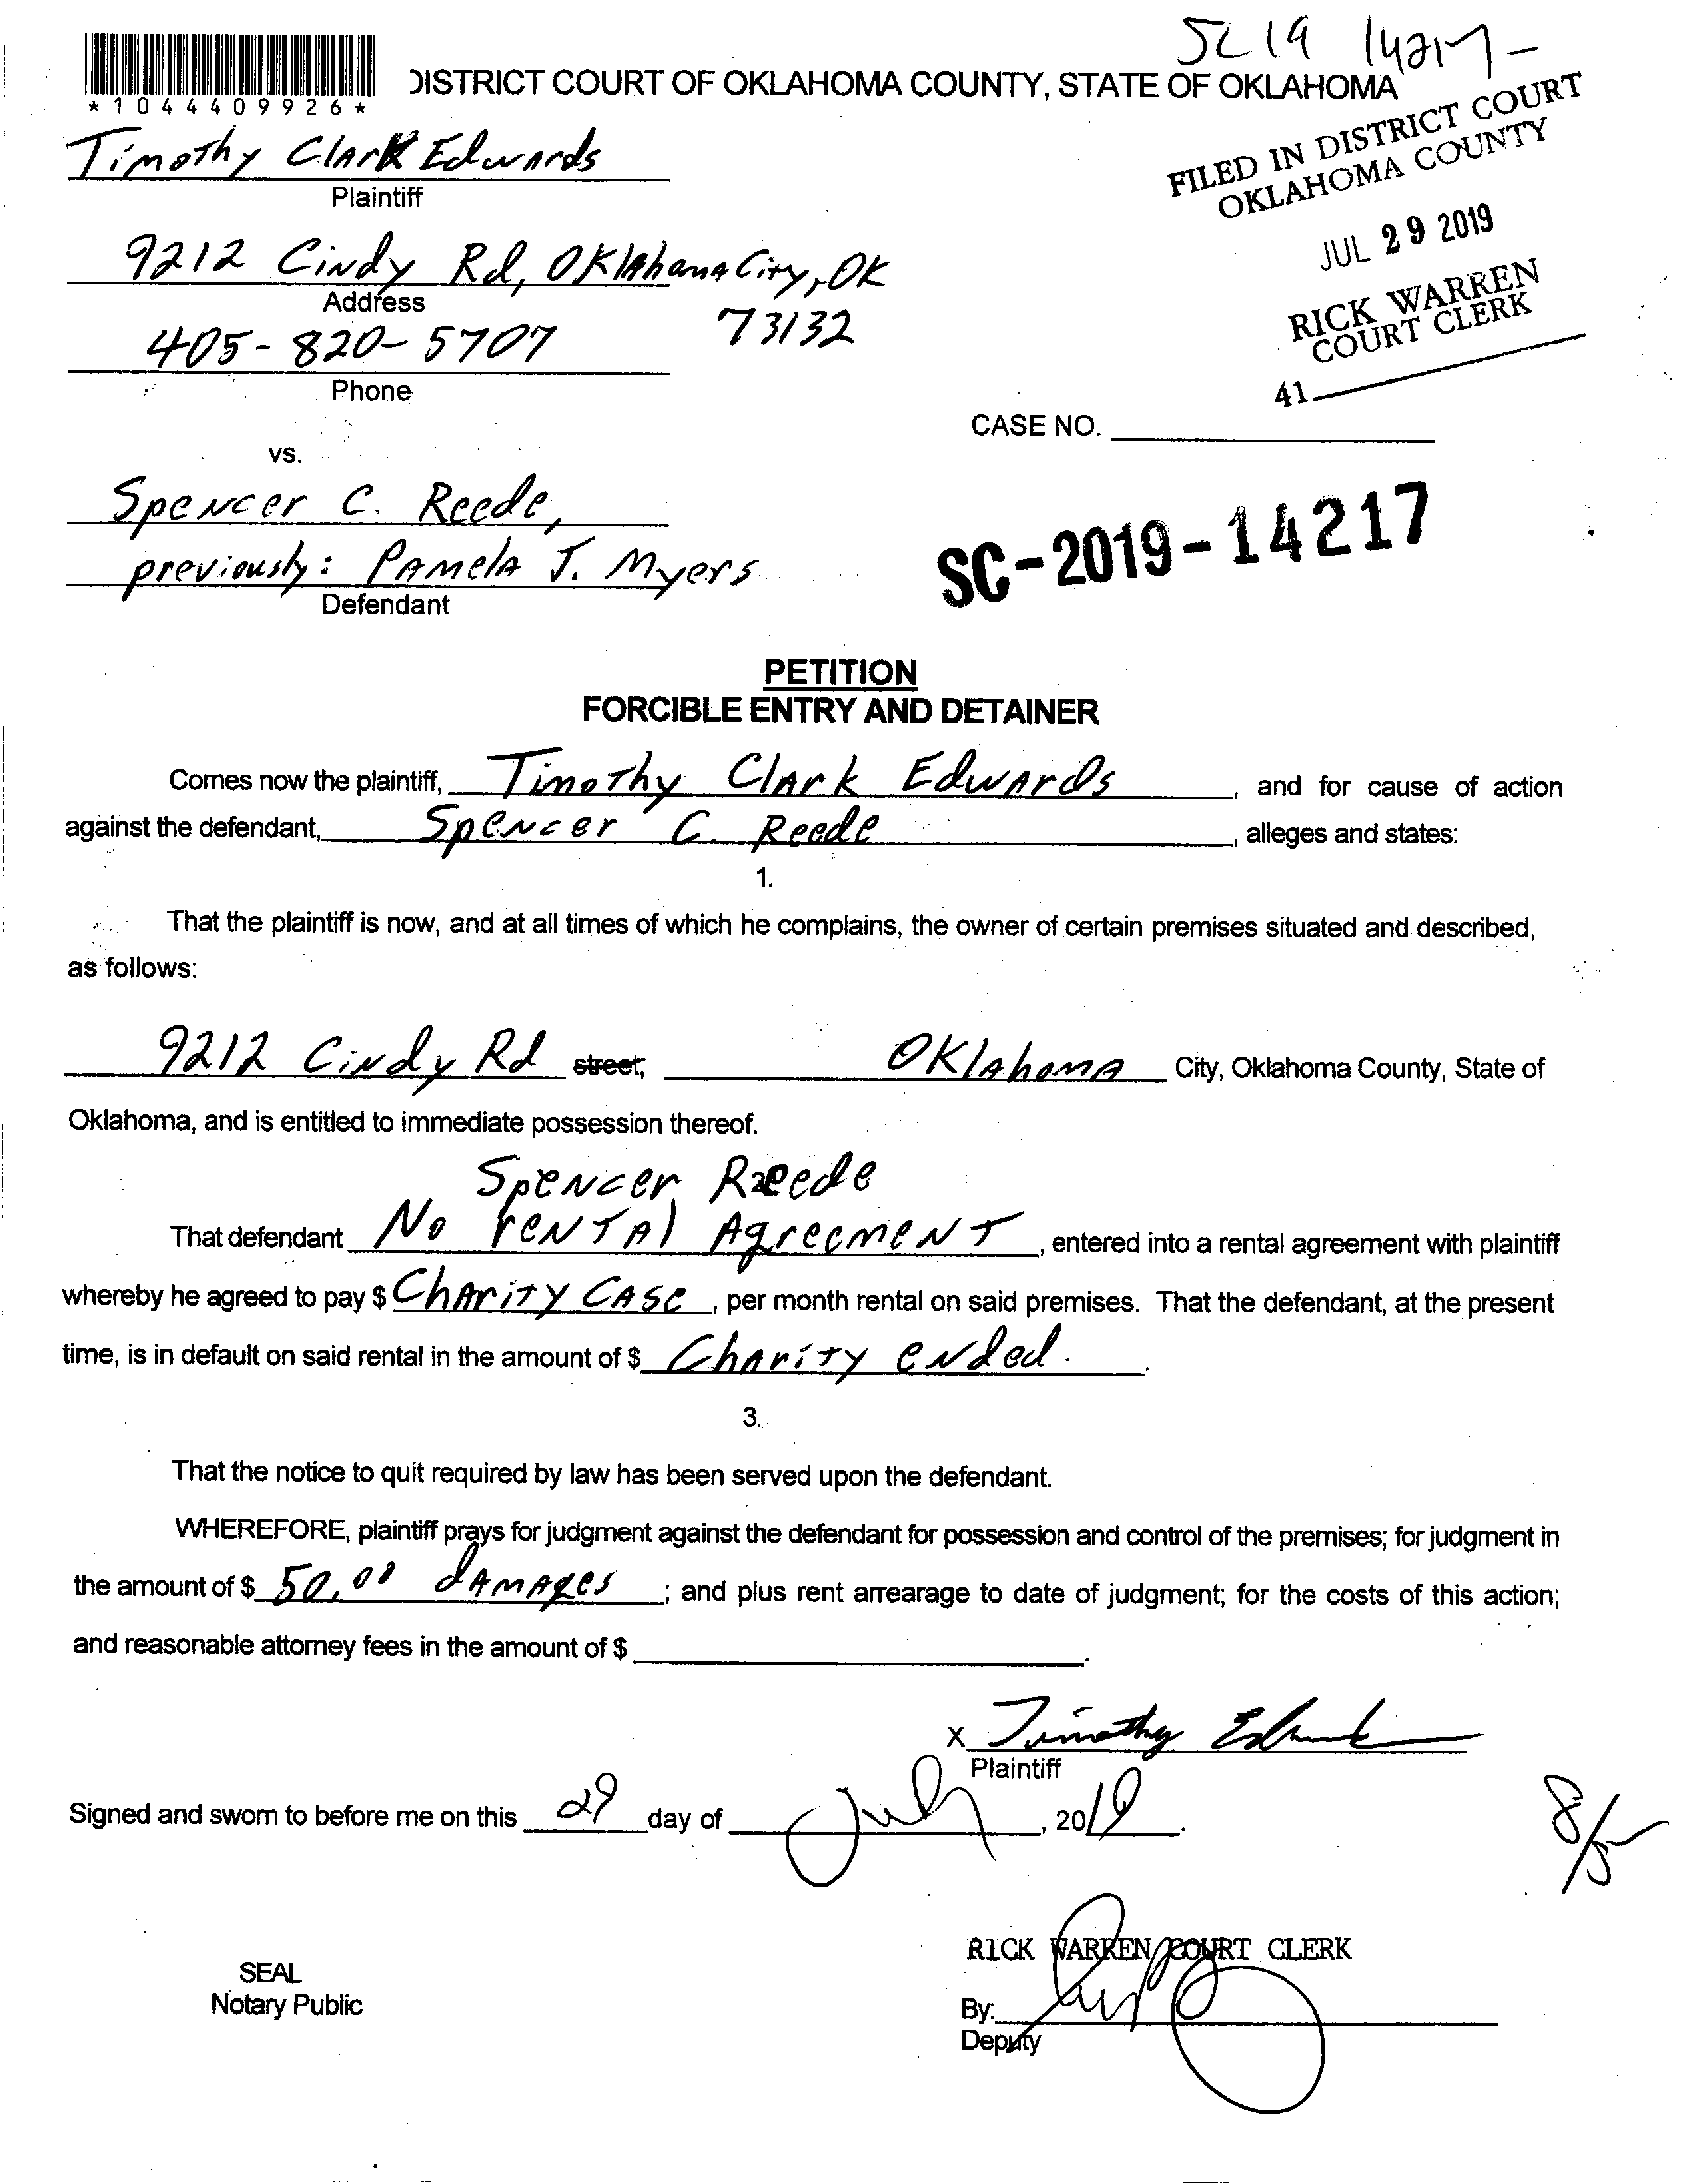 SC19 14217-
*1044409926*
DISTRICT COURT OF OKLAHOMA COUNTY, STATE OF OKLAHOMA
FILED IN DISTRICT COURT
OKLAHOMA COUNTY
JUL 29 2019
RICK WARREN
COURT CLERK
41
Timothy Clark Edwards
Plaintiff
9212 Cindy Rd, Oklahoma City, OK
Address
73132
405-820-5707
Phone
CASE NO.
vs.
Spencer C. Reede,
previously: Pamela J. Myers
Defendant
SC-2019-14217
PETITION
FORCIBLE ENTRY AND DETAINER
Comes now the plaintiff, Timothy Clark Edwards, and for cause of action
against the defendant, Spencer C. Reede, alleges and states:
1.
That the plaintiff is now, and at all times of which he complains, the owner of certain premises situated and described,
as follows:
9212 Cindy Rd street, Oklahoma City, Oklahoma County, State of
Oklahoma, and is entitled to immediate possession thereof.
Spencer Reede
That defendant No rental Agreement, entered into a rental agreement with plaintiff
whereby he agreed to pay $ Charity Case, per month rental on said premises. That the defendant, at the present
time, is in default on said rental in the amount of $ Charity ended.
3.
That the notice to quit required by law has been served upon the defendant.
WHEREFORE, plaintiff prays for judgment against the defendant for possession and control of the premises; for judgment in
the amount of $ 50.00 damages; and plus rent arrearage to date of judgment; for the costs of this action;
and reasonable attorney fees in the amount of $
X Timothy Edwards
Plaintiff
Signed and sworn to before me on this 29 day of July, 2019.
8/5
RICK WARREN COURT CLERK
SEAL
Notary Public
By:
Deputy